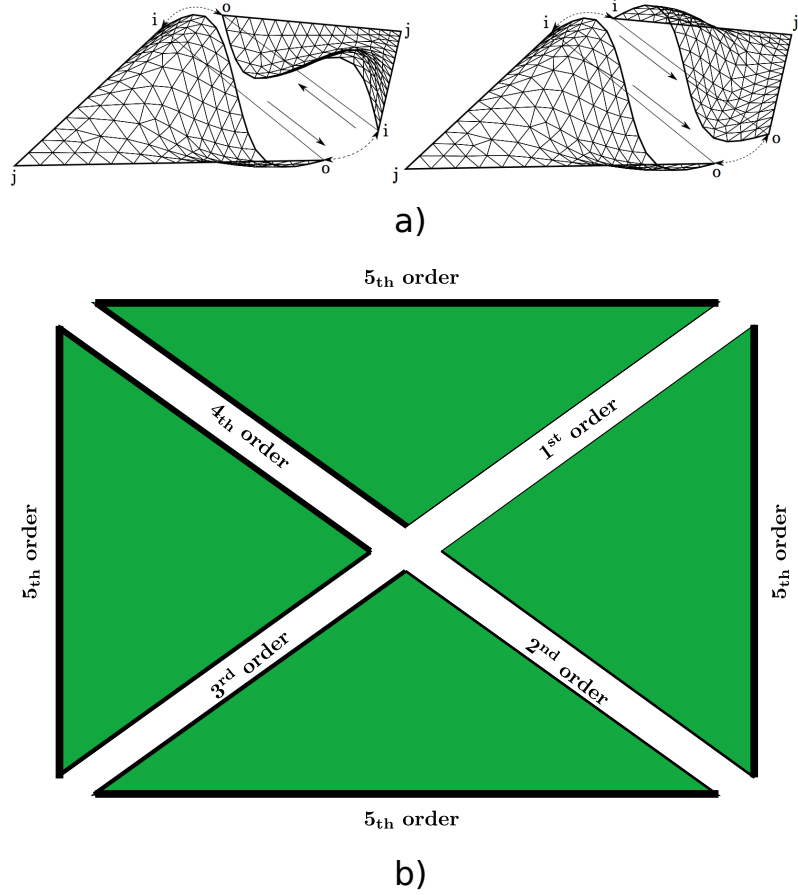 i o j i
j i
i o
j o
j o
a)
5th order
4th order
1st order
5th order
5th order
3rd order
2nd order
5th order
b)